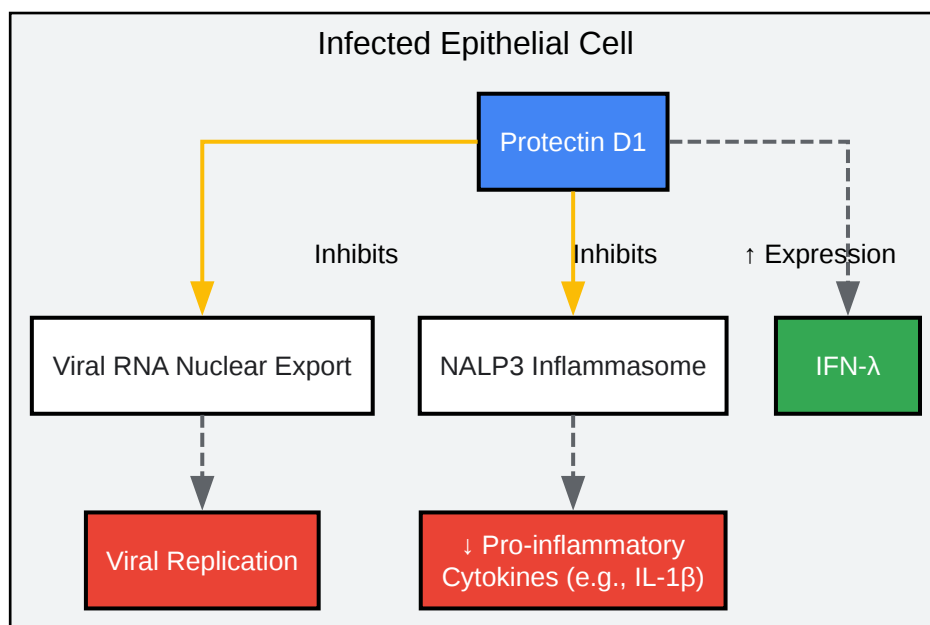 Infected Epithelial Cell
Protectin D1
Inhibits
Inhibits
↑ Expression
Viral RNA Nuclear Export
NALP3 Inflammasome
IFN-λ
Viral Replication
↓ Pro-inflammatory
Cytokines (e.g., IL-1β)